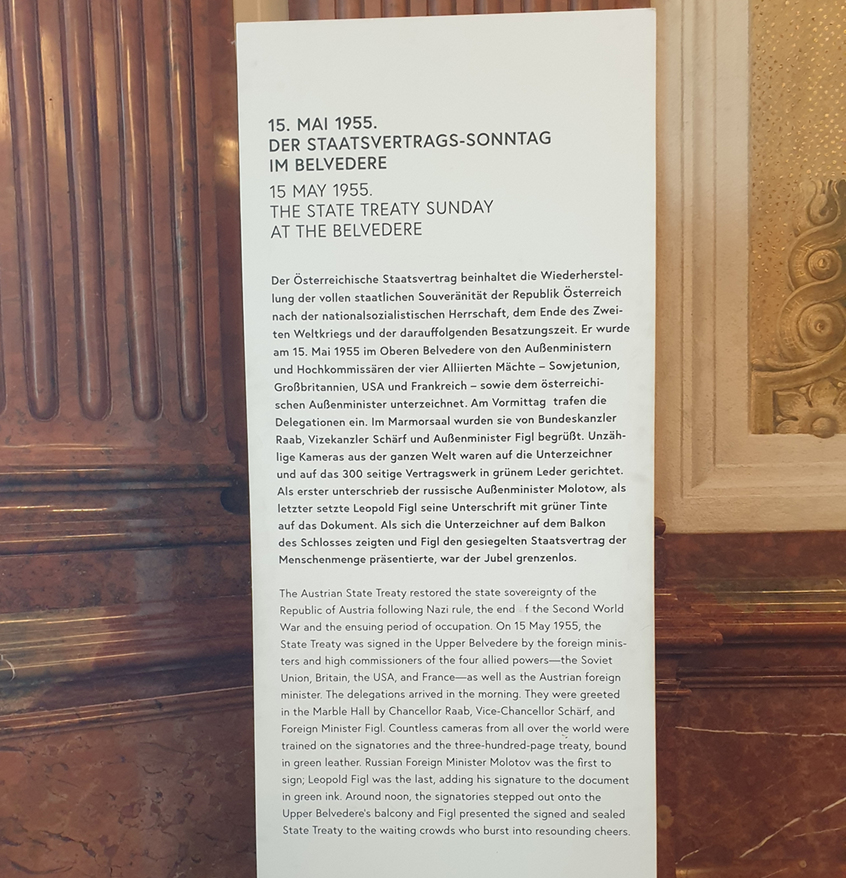 15. MAI 1955.
DER STAATSVERTRAGS-SONNTAG
IM BELVEDERE
15 MAY 1955.
THE STATE TREATY SUNDAY
AT THE BELVEDERE
Der Österreichische Staatsvertrag beinhaltet die Wiederherstel-
lung der vollen staatlichen Souveränität der Republik Österreich
nach der nationalsozialistischen Herrschaft, dem Ende des Zwei-
ten Weltkriegs und der darauffolgenden Besatzungszeit. Er wurde
am 15. Mai 1955 im Oberen Belvedere von den Außenministern
und Hochkommissären der vier Alliierten Mächte – Sowjetunion,
Großbritannien, USA und Frankreich – sowie dem österreichi-
schen Außenminister unterzeichnet. Am Vormittag trafen die
Delegationen ein. Im Marmorsaal wurden sie von Bundeskanzler
Raab, Vizekanzler Schärf und Außenminister Figl begrüßt. Unzäh-
lige Kameras aus der ganzen Welt waren auf die Unterzeichner
und auf das 300 seitige Vertragswerk in grünem Leder gerichtet.
Als erster unterschrieb der russische Außenminister Molotow, als
letzter setzte Leopold Figl seine Unterschrift mit grüner Tinte
auf das Dokument. Als sich die Unterzeichner auf dem Balkon
des Schlosses zeigten und Figl den gesiegelten Staatsvertrag der
Menschenmenge präsentierte, war der Jubel grenzenlos.
The Austrian State Treaty restored the state sovereignty of the
Republic of Austria following Nazi rule, the end f the Second World
War and the ensuing period of occupation. On 15 May 1955, the
State Treaty was signed in the Upper Belvedere by the foreign minis-
ters and high commissioners of the four allied powers—the Soviet
Union, Britain, the USA, and France—as well as the Austrian foreign
minister. The delegations arrived in the morning. They were greeted
in the Marble Hall by Chancellor Raab, Vice-Chancellor Schärf, and
Foreign Minister Figl. Countless cameras from all over the world were
trained on the signatories and the three-hundred-page treaty, bound
in green leather. Russian Foreign Minister Molotov was the first to
sign; Leopold Figl was the last, adding his signature to the document
in green ink. Around noon, the signatories stepped out onto the
Upper Belvedere's balcony and Figl presented the signed and sealed
State Treaty to the waiting crowds who burst into resounding cheers.